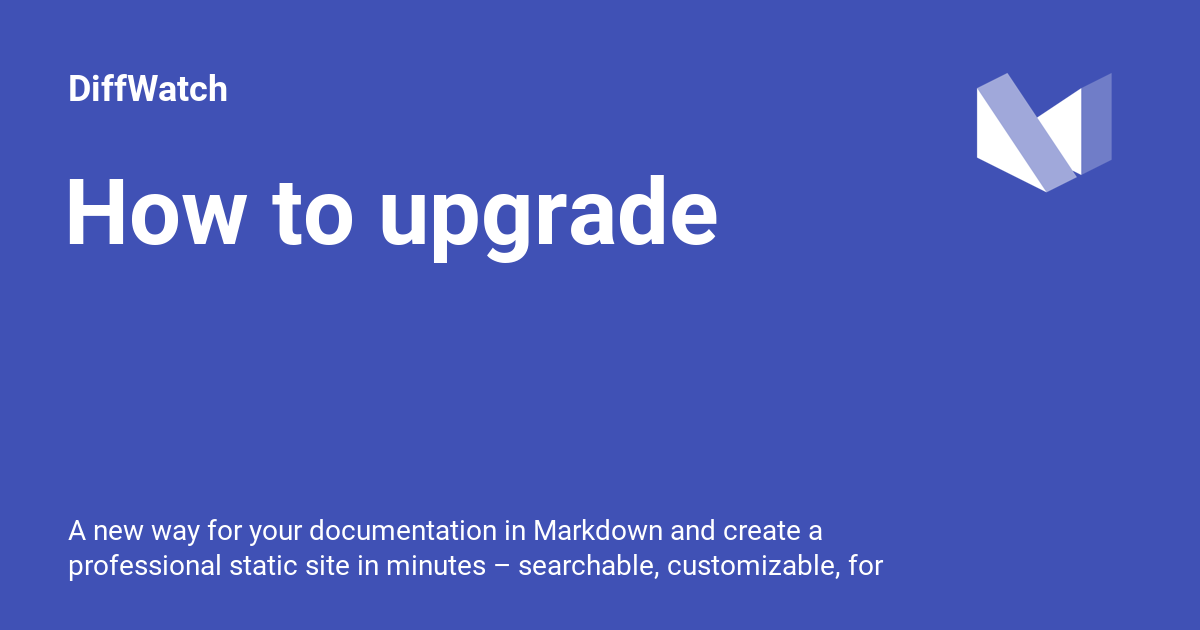 DiffWatch
How to upgrade
A new way for your documentation in Markdown and create a
professional static site in minutes – searchable, customizable, for